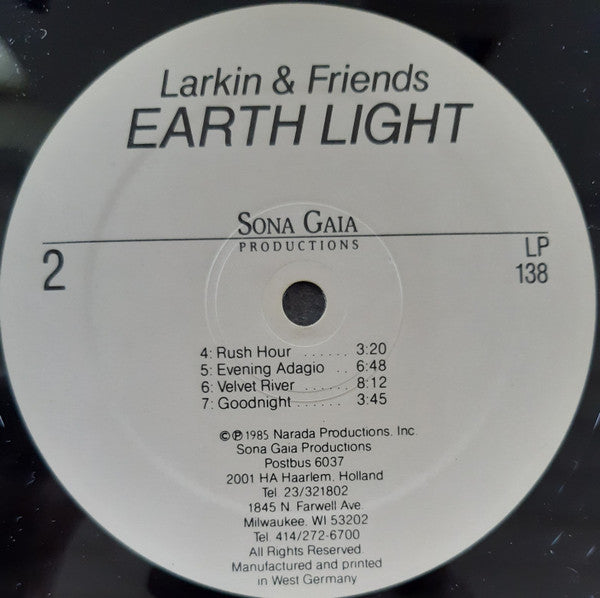 Larkin & Friends
EARTH LIGHT
SONA GAIA
PRODUCTIONS
2
LP
138
4: Rush Hour ...... 3:20
5: Evening Adagio .. 6:48
6: Velvet River ...... 8:12
7: Goodnight ...... 3:45
©℗ 1985 Narada Productions, Inc.
Sona Gaia Productions
Postbus 6037
2001 HA Haarlem, Holland
Tel 23/321802
1845 N. Farwell Ave.
Milwaukee, WI 53202
Tel. 414/272-6700
All Rights Reserved.
Manufactured and printed
in West Germany